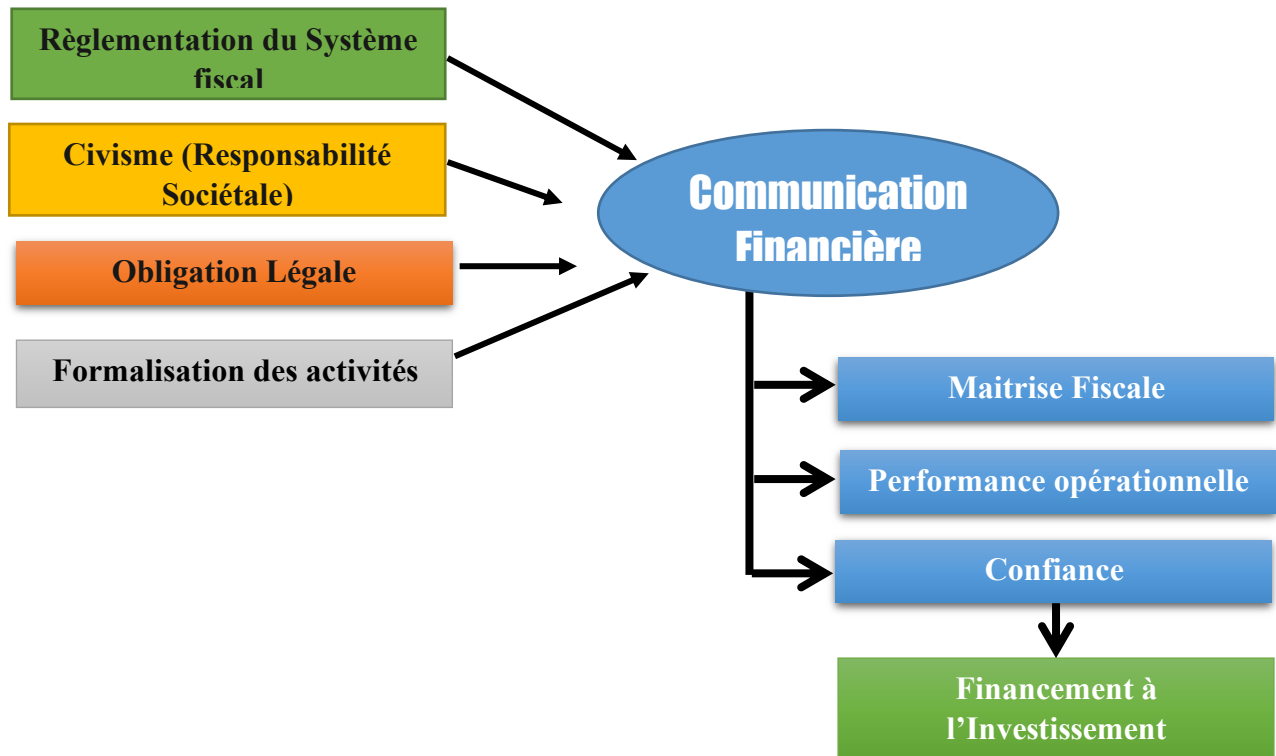 Règlementation du Système
fiscal
Civisme (Responsabilité
Sociétale)
Obligation Légale
Formalisation des activités
Communication
Financière
Maitrise Fiscale
Performance opérationnelle
Confiance
Financement à
l’Investissement